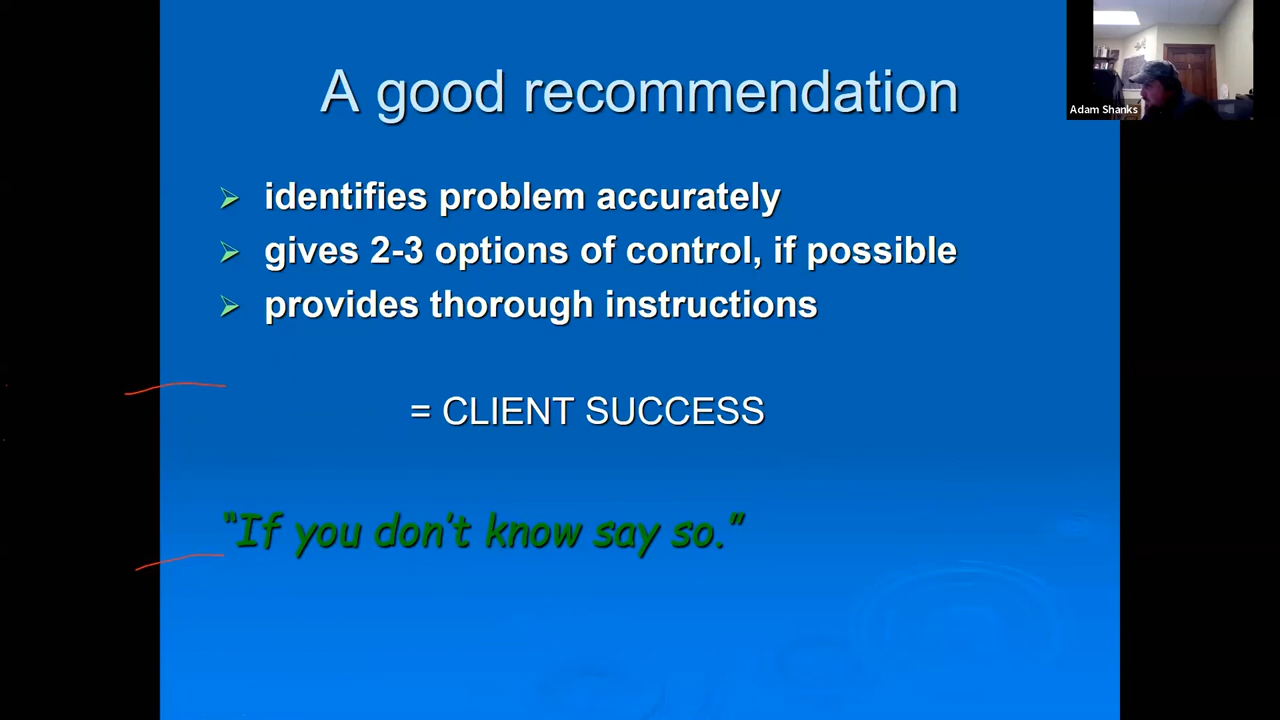 A good recommendation
Adam Shanks
identifies problem accurately
gives 2-3 options of control, if possible
provides thorough instructions
= CLIENT SUCCESS
“If you don’t know say so.”